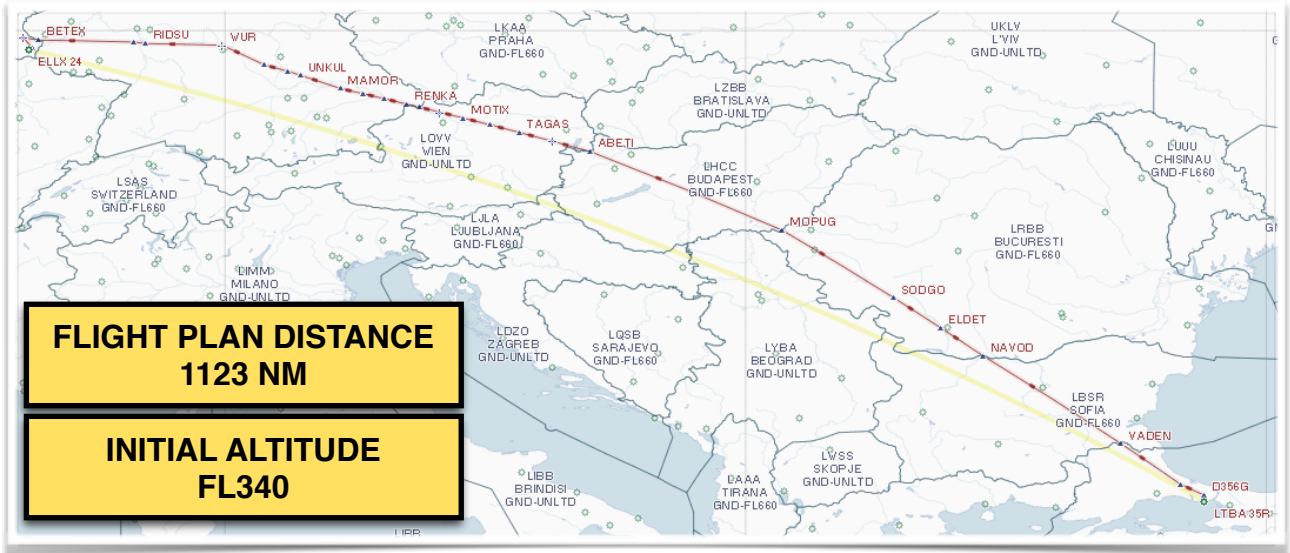 BETEX
RIDSU
WUR
ELLX 24
UNKUL
MAMOR
RENKA
MOTIX
TAGAS
ABETI
MOPUG
SODGO
ELDET
NAVOD
VADEN
D356G
LTBA 35R
LKAA
PRAHA
GND-FL660
UKLV
L'VIV
GND-UNLTD
LZBB
BRATISLAVA
GND-UNLTD
LOVV
WIEN
GND-UNLTD
LHCC
BUDAPEST
GND-FL660
LUUU
CHISINAU
GND-FL660
LSAS
SWITZERLAND
GND-FL660
LJLA
LJUBLJANA
GND-FL660
LRBB
BUCURESTI
GND-FL660
LIMM
MILANO
GND-UNLTD
LDZO
ZAGREB
GND-UNLTD
LQSB
SARAJEVO
GND-FL660
LYBA
BEOGRAD
GND-UNLTD
LBSR
SOFIA
GND-FL660
LWSS
SKOPJE
GND-UNLTD
LIBB
BRINDISI
GND-UNLTD
LAAA
TIRANA
GND-FL660
FLIGHT PLAN DISTANCE
1123 NM
INITIAL ALTITUDE
FL340